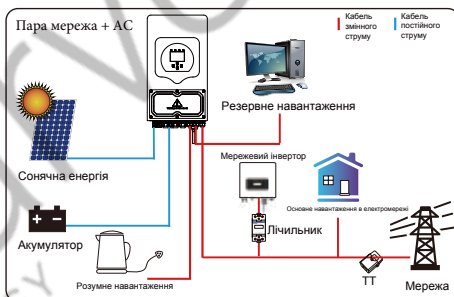 Пара мережа + АС
Кабель
змінного
струму
Кабель
постійного
струму
Резервне навантаження
Мережевий інвертор
Сонячна енергія
Основне навантаження в електромережі
Лічильник
Акумулятор
ТТ
Мережа
Розумне навантаження